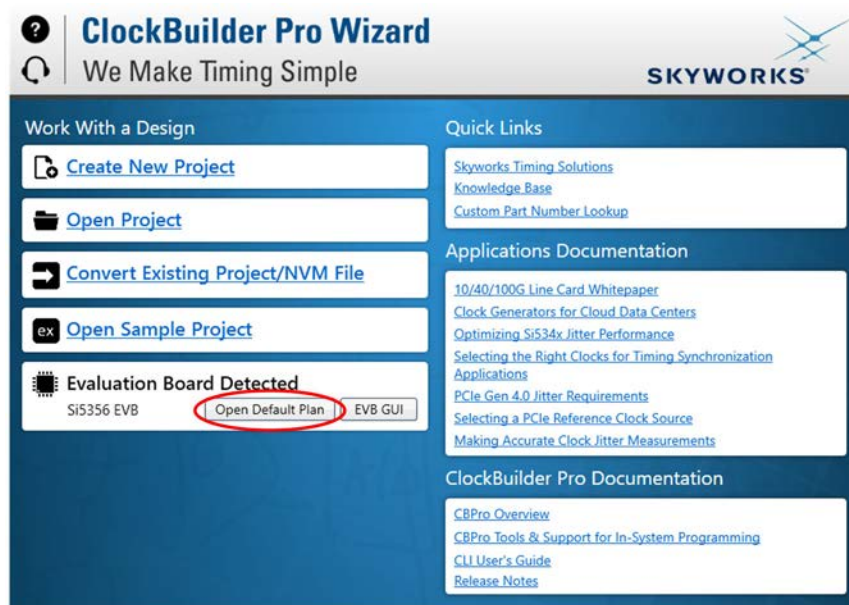 ?
ClockBuilder Pro Wizard
We Make Timing Simple
SKYWORKS®
Work With a Design
Create New Project
Open Project
Convert Existing Project/NVM File
ex Open Sample Project
Evaluation Board Detected
Si5356 EVB Open Default Plan EVB GUI
Quick Links
Skyworks Timing Solutions
Knowledge Base
Custom Part Number Lookup
Applications Documentation
10/40/100G Line Card Whitepaper
Clock Generators for Cloud Data Centers
Optimizing Si534x Jitter Performance
Selecting the Right Clocks for Timing Synchronization
Applications
PCIe Gen 4.0 Jitter Requirements
Selecting a PCIe Reference Clock Source
Making Accurate Clock Jitter Measurements
ClockBuilder Pro Documentation
CBPro Overview
CBPro Tools & Support for In-System Programming
CLI User's Guide
Release Notes